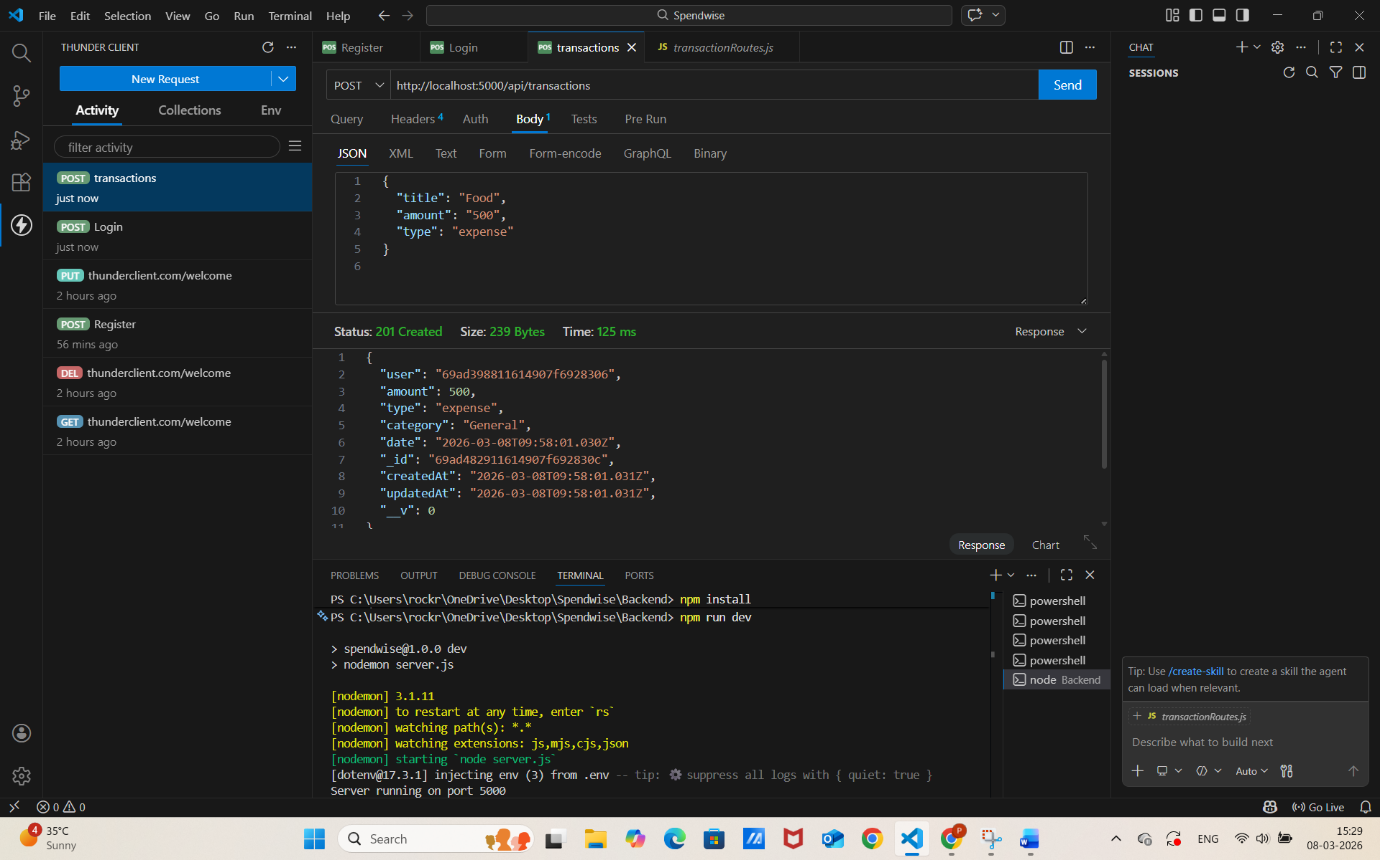 File Edit Selection View Go Run Terminal Help
Spendwise
THUNDER CLIENT
New Request
Activity Collections Env
filter activity
POST transactions
just now
POST Login
just now
PUT thunderclient.com/welcome
2 hours ago
POST Register
56 mins ago
DEL thunderclient.com/welcome
2 hours ago
GET thunderclient.com/welcome
2 hours ago
POS Register
POS Login
POS transactions
JS transactionRoutes.js
POST http://localhost:5000/api/transactions Send
Query Headers 4 Auth Body 1 Tests Pre Run
JSON XML Text Form Form-encode GraphQL Binary
1 {
2 "title": "Food",
3 "amount": "500",
4 "type": "expense"
5 }
6
Status: 201 Created Size: 239 Bytes Time: 125 ms Response
1 {
2 "user": "69ad398811614907f6928306",
3 "amount": 500,
4 "type": "expense",
5 "category": "General",
6 "date": "2026-03-08T09:58:01.030Z",
7 "_id": "69ad482911614907f692830c",
8 "createdAt": "2026-03-08T09:58:01.031Z",
9 "updatedAt": "2026-03-08T09:58:01.031Z",
10 "__v": 0
11 }
Response Chart
PROBLEMS OUTPUT DEBUG CONSOLE TERMINAL PORTS
PS C:\Users\rockr\OneDrive\Desktop\Spendwise\Backend> npm install
PS C:\Users\rockr\OneDrive\Desktop\Spendwise\Backend> npm run dev
> spendwise@1.0.0 dev
> nodemon server.js
[nodemon] 3.1.11
[nodemon] to restart at any time, enter `rs`
[nodemon] watching path(s): *.*
[nodemon] watching extensions: js,mjs,cjs,json
[nodemon] starting `node server.js`
[dotenv@17.3.1] injecting env (3) from .env -- tip: ⚙️ suppress all logs with { quiet: true }
Server running on port 5000
powershell
powershell
powershell
powershell
node Backend
CHAT
SESSIONS
Tip: Use /create-skill to create a skill the agent
can load when relevant.
+ JS transactionRoutes.js
Describe what to build next
Auto
0 0
Go Live
4
35°C
Sunny
Search
P
ENG
15:29
08-03-2026